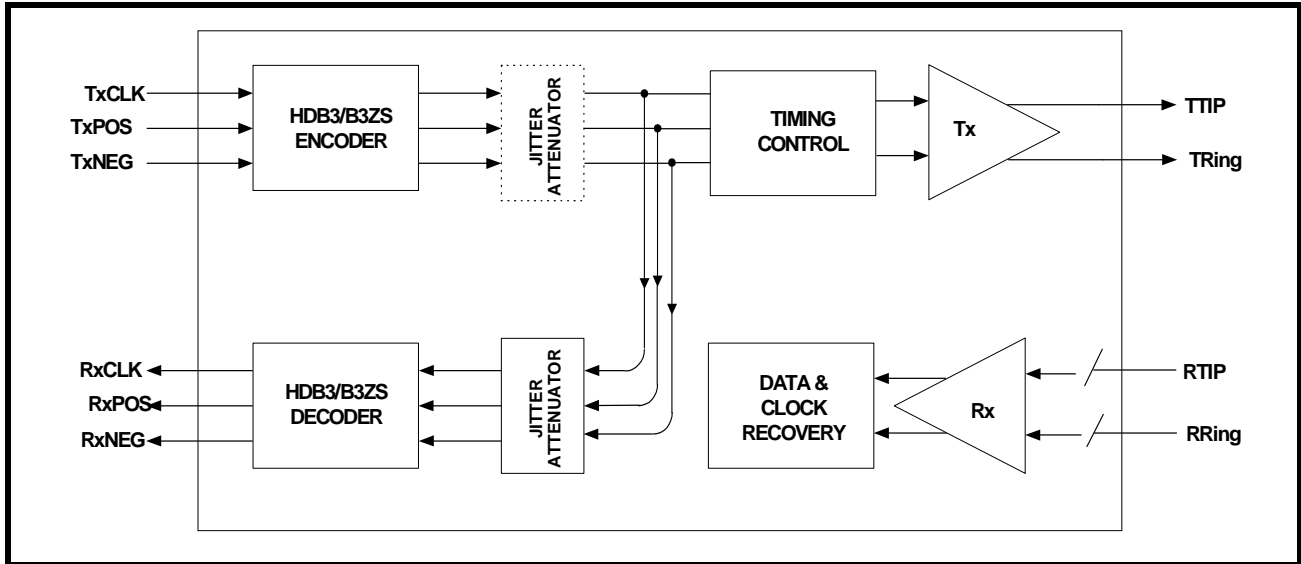 TxCLK
TxPOS
TxNEG
HDB3/B3ZS
ENCODER
JITTER
ATTENUATOR
TIMING
CONTROL
Tx
TTIP
TRing
RxCLK
RxPOS
RxNEG
HDB3/B3ZS
DECODER
JITTER
ATTENUATOR
DATA &
CLOCK
RECOVERY
Rx
RTIP
RRing